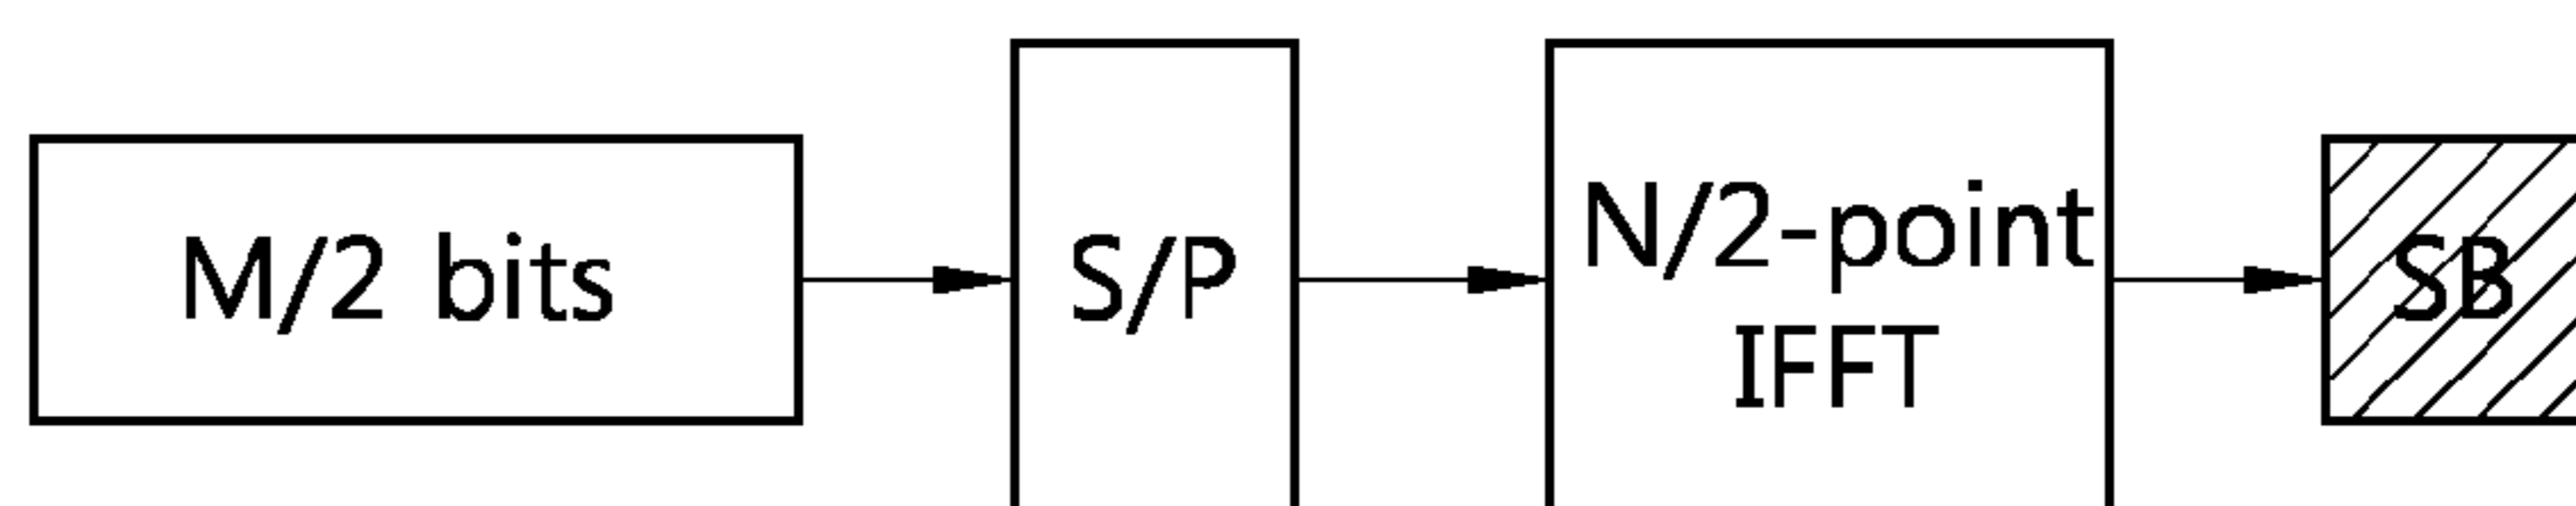 M/2 bits
S/P
N/2-point
IFFT
SB